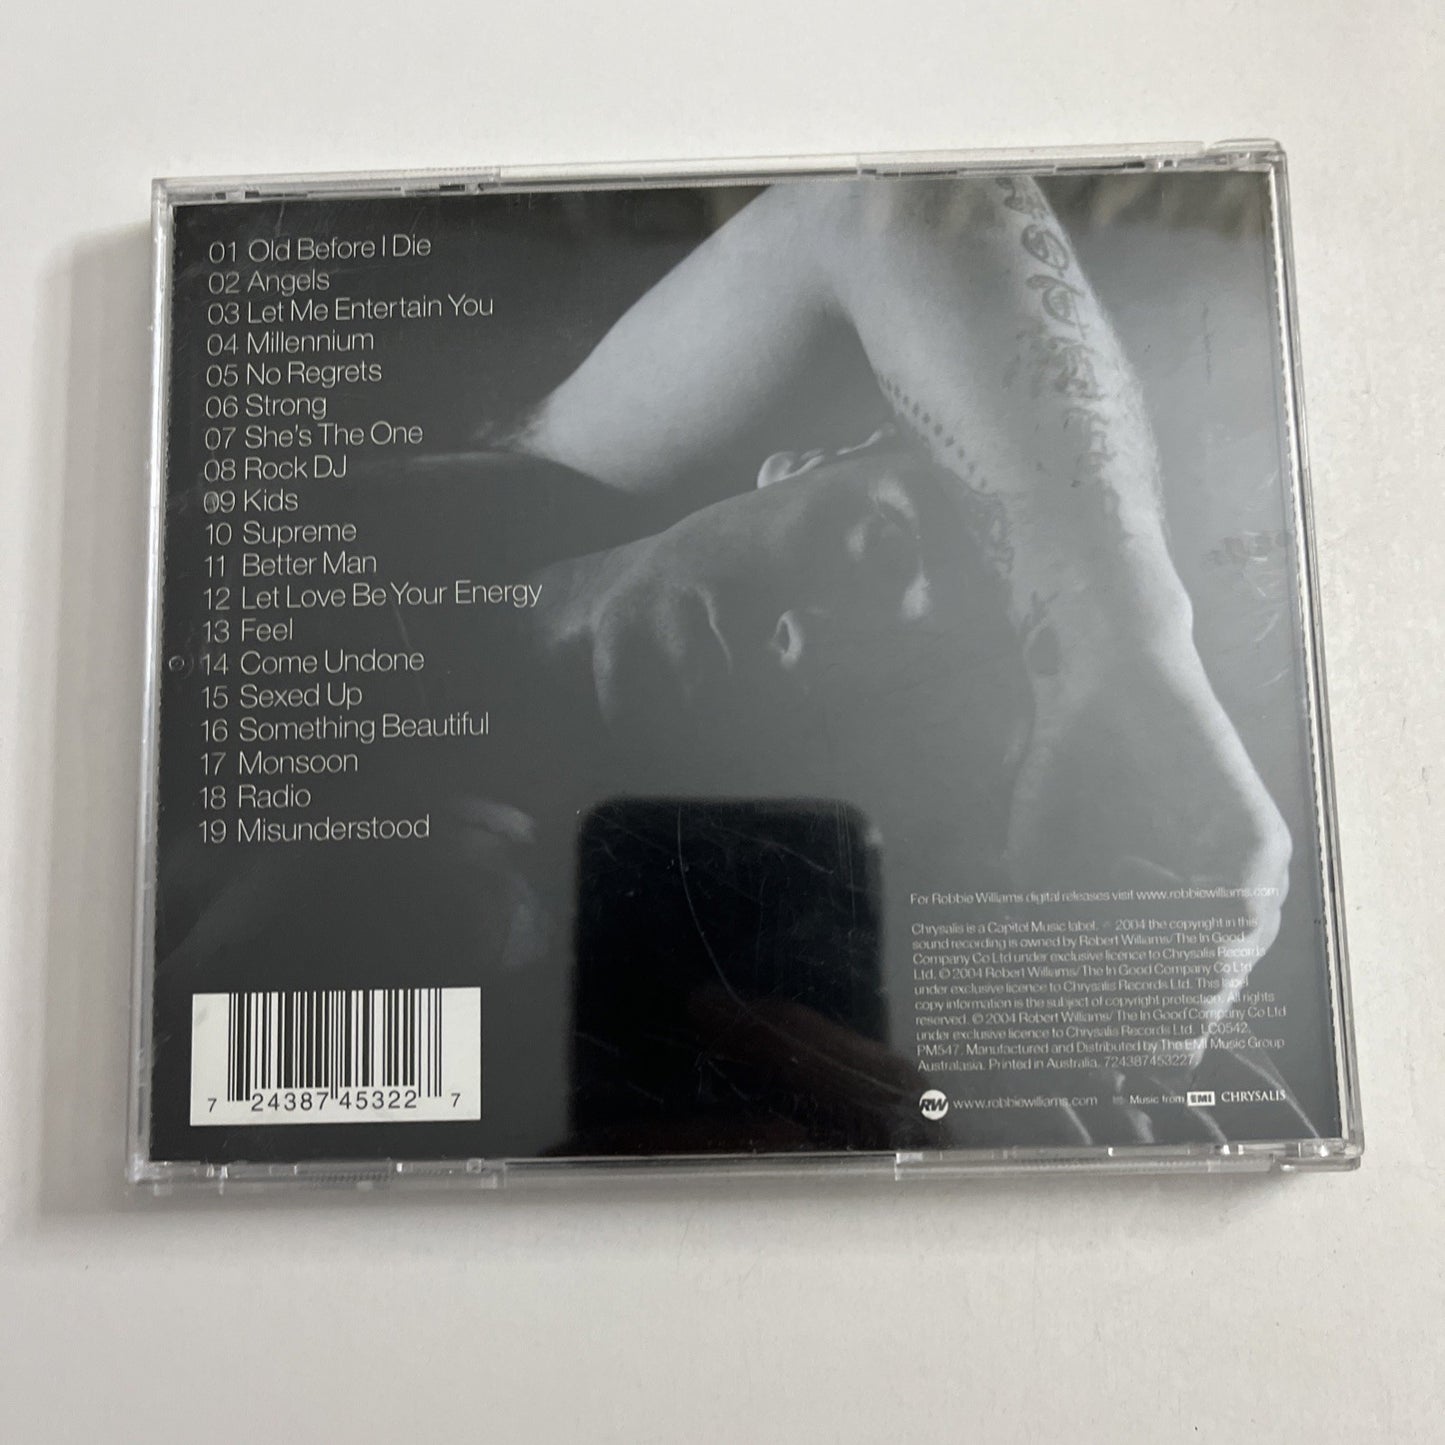 01 Old Before I Die
02 Angels
03 Let Me Entertain You
04 Millennium
05 No Regrets
06 Strong
07 She's The One
08 Rock DJ
09 Kids
10 Supreme
11 Better Man
12 Let Love Be Your Energy
13 Feel
14 Come Undone
15 Sexed Up
16 Something Beautiful
17 Monsoon
18 Radio
19 Misunderstood
For Robbie Williams digital releases visit www.robbiewilliams.com
Chrysalis is a Capitol Music label. ℗ 2004 the copyright in this
sound recording is owned by Robert Williams/The In Good
Company Co Ltd under exclusive licence to Chrysalis Records
Ltd. © 2004 Robert Williams/The In Good Company Co Ltd
under exclusive licence to Chrysalis Records Ltd. This label
copy information is the subject of copyright protection. All rights
reserved. © 2004 Robert Williams/ The In Good Company Co Ltd
under exclusive licence to Chrysalis Records Ltd. LC0542.
PM547. Manufactured and Distributed by The EMI Music Group
Australasia. Printed in Australia. 724387453227.
RW www.robbiewilliams.com Music from EMI CHRYSALIS
7 24387 45322 7